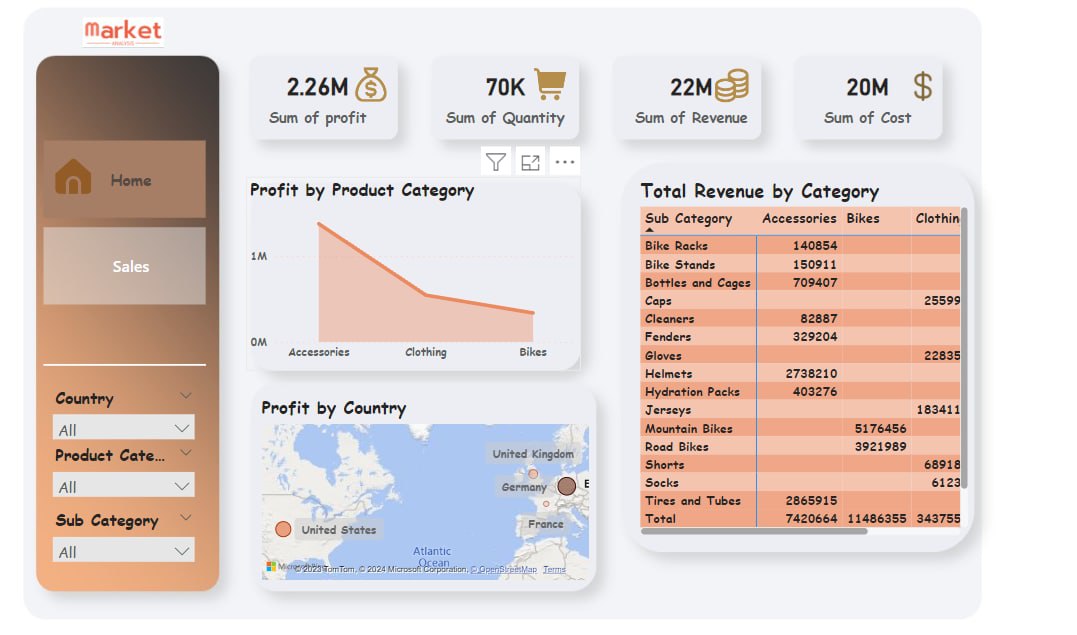 Market
ANALYSIS
Home
Sales
Country
All
Product Cate...
All
Sub Category
All
2.26M
Sum of profit
70K
Sum of Quantity
22M
Sum of Revenue
20M
Sum of Cost
Profit by Product Category
1M
0M
Accessories Clothing Bikes
Profit by Country
United Kingdom
Germany
France
United States
Atlantic
Ocean
© 2023 TomTom, © 2024 Microsoft Corporation, © OpenStreetMap Terms
Total Revenue by Category
Sub Category Accessories Bikes Clothin
Bike Racks 140854
Bike Stands 150911
Bottles and Cages 709407
Caps 25599
Cleaners 82887
Fenders 329204
Gloves 22835
Helmets 2738210
Hydration Packs 403276
Jerseys 183411
Mountain Bikes 5176456
Road Bikes 3921989
Shorts 68918
Socks 6123
Tires and Tubes 2865915
Total 7420664 11486355 343755